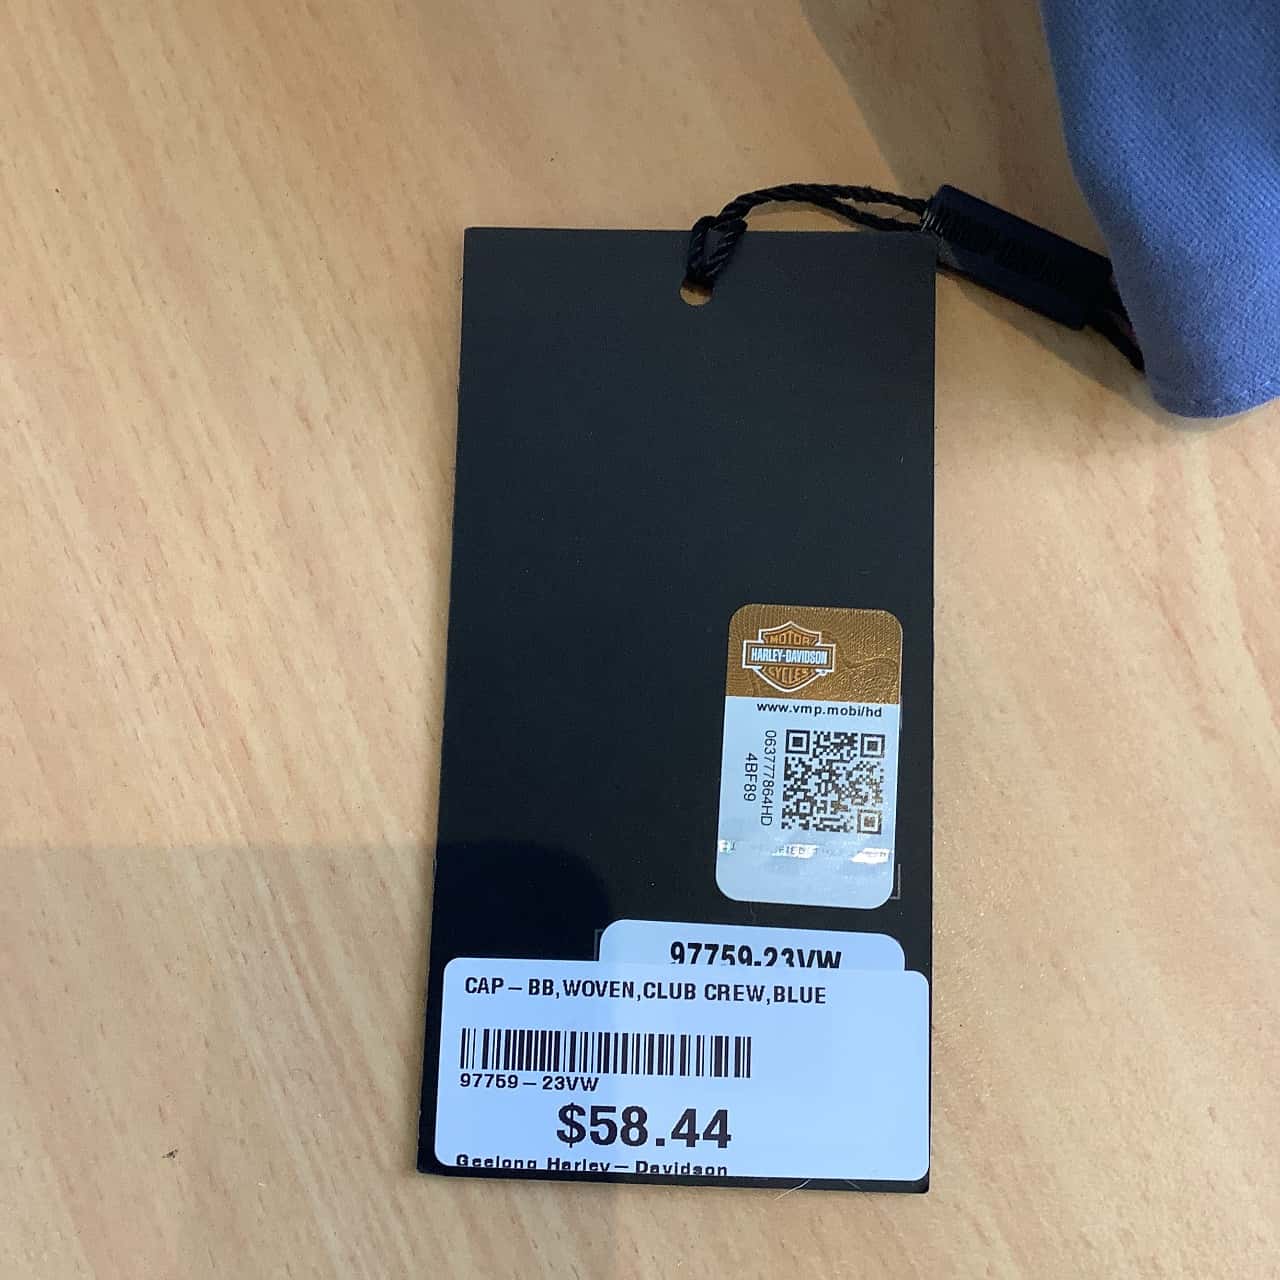 MOTOR
HARLEY-DAVIDSON
CYCLES
www.vmp.mobi/hd
063777864HD
4BF89
97759-23VW
CAP – BB,WOVEN,CLUB CREW,BLUE
97759 – 23VW
$58.44
Geelong Harley – Davidson